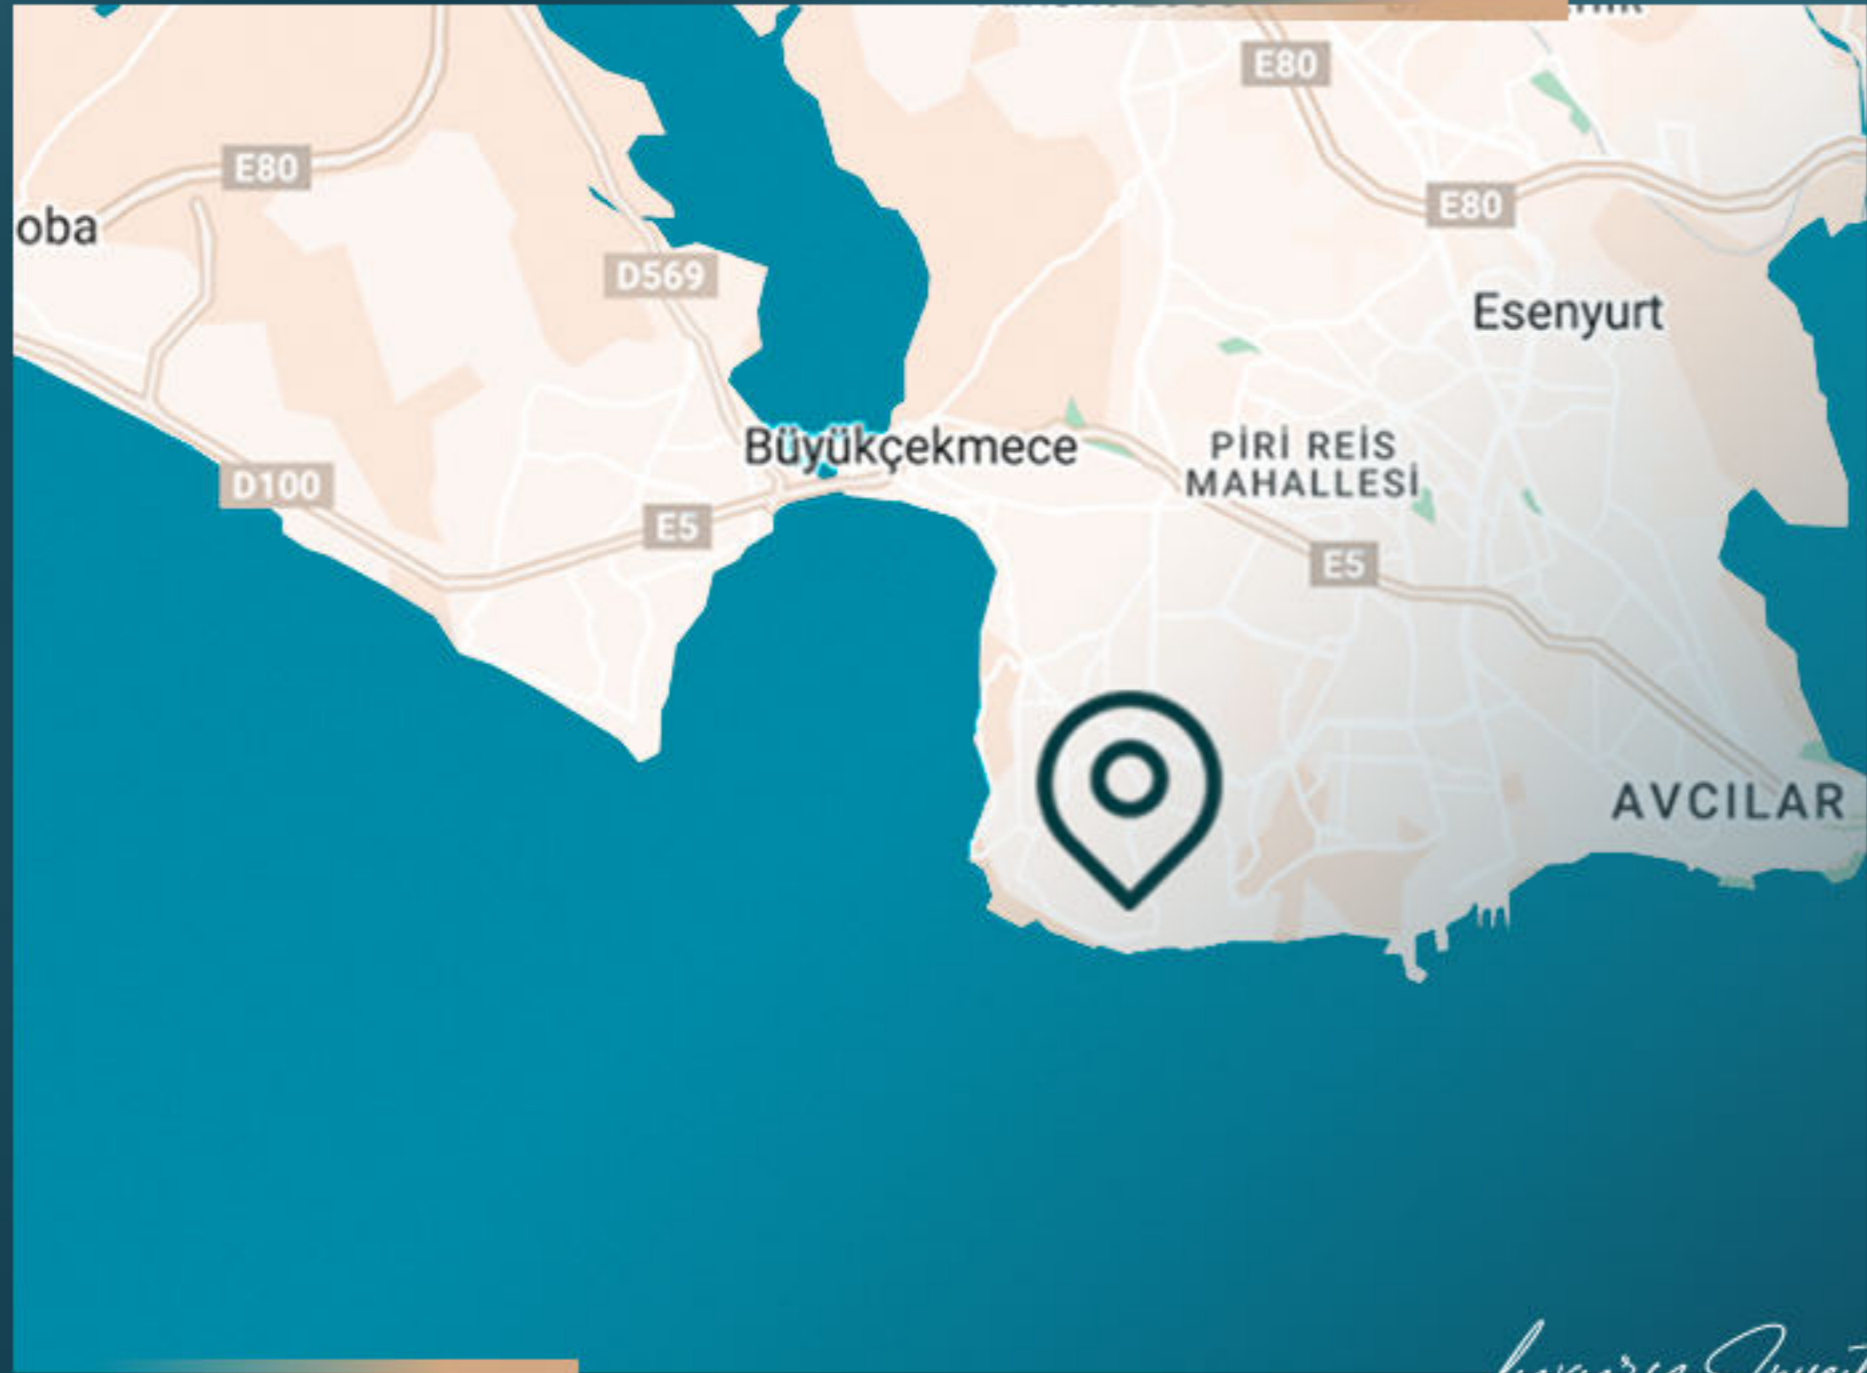 E80
E80
oba
E80
D569
Esenyurt
Büyükçekmece
PİRİ REİS
MAHALLESİ
D100
E5
E5
AVCILAR